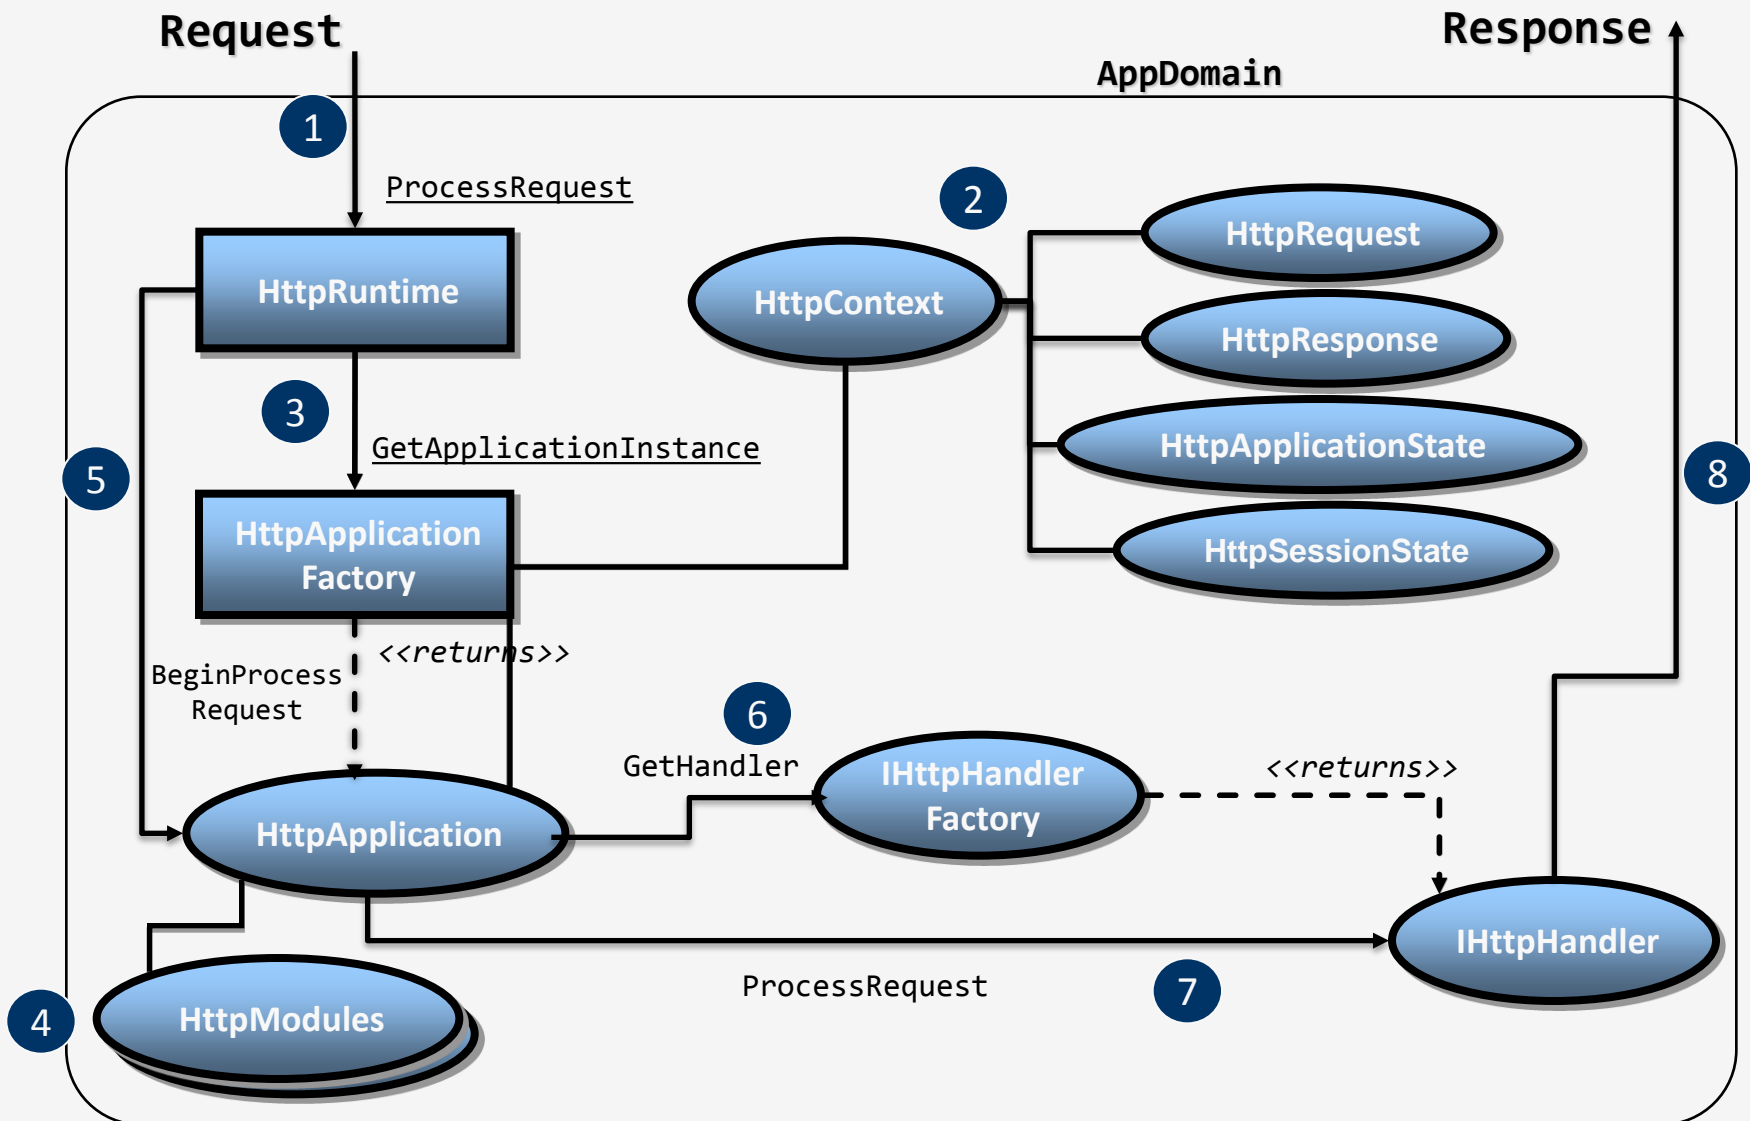 Request
Response
AppDomain
1
ProcessRequest
2
HttpRequest
HttpRuntime
HttpContext
HttpResponse
3
GetApplicationInstance
HttpApplicationState
5
8
HttpApplication
Factory
HttpSessionState
<<returns>>
BeginProcess
Request
6
GetHandler
IHttpHandler
Factory
<<returns>>
HttpApplication
IHttpHandler
ProcessRequest
7
4
HttpModules